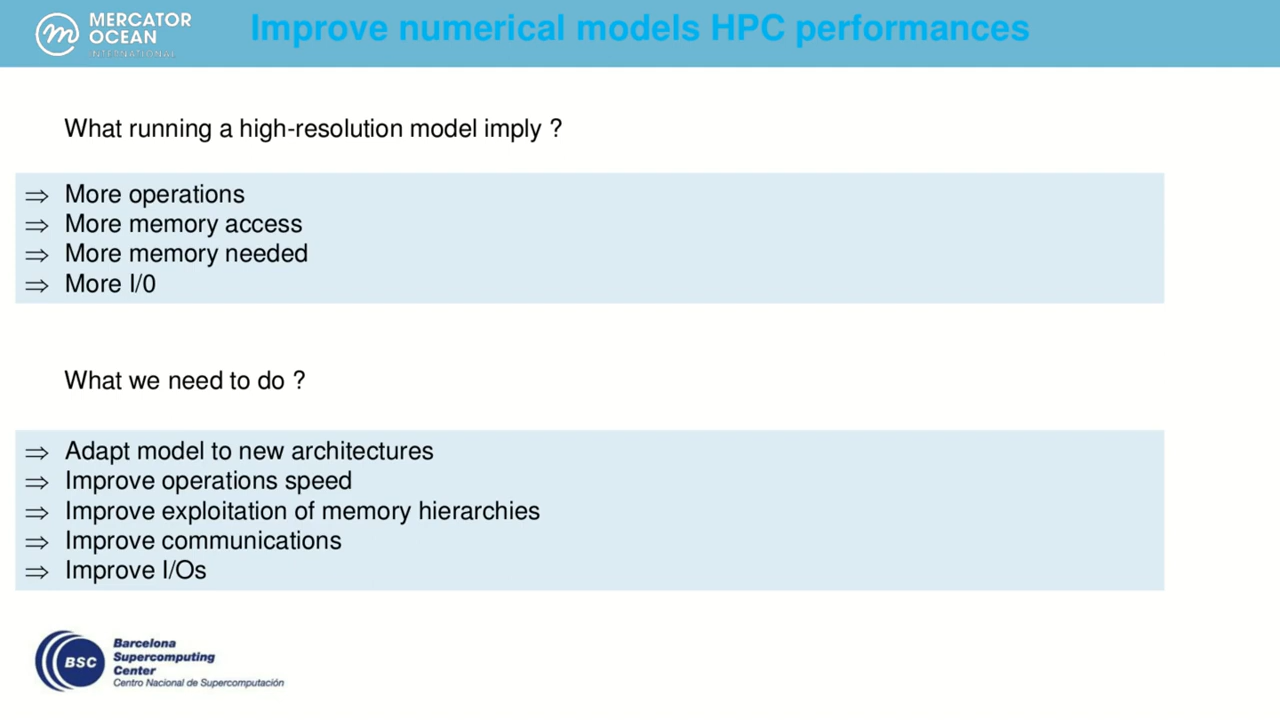 MERCATOR
OCEAN
INTERNATIONAL
Improve numerical models HPC performances
What running a high-resolution model imply ?
⇒ More operations
⇒ More memory access
⇒ More memory needed
⇒ More I/0
What we need to do ?
⇒ Adapt model to new architectures
⇒ Improve operations speed
⇒ Improve exploitation of memory hierarchies
⇒ Improve communications
⇒ Improve I/Os
BSC
Barcelona
Supercomputing
Center
Centro Nacional de Supercomputación